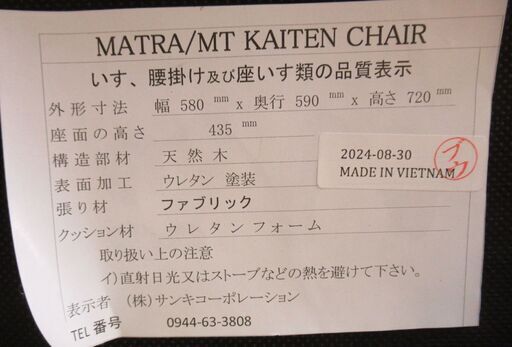 MATRA/MT KAITEN CHAIR
いす、腰掛け及び座いす類の品質表示
外形寸法 幅 580 mm x 奥行 590 mm x 高さ 720 mm
座面の高さ 435 mm
構造部材 天然木
表面加工 ウレタン 塗装
張り材 ファブリック
クッション材 ウレタンフォーム
2024-08-30
MADE IN VIETNAM
取り扱い上の注意
イ)直射日光又はストーブなどの熱を避けて下さい。
表示者 (株)サンキコーポレーション
TEL番号 0944-63-3808